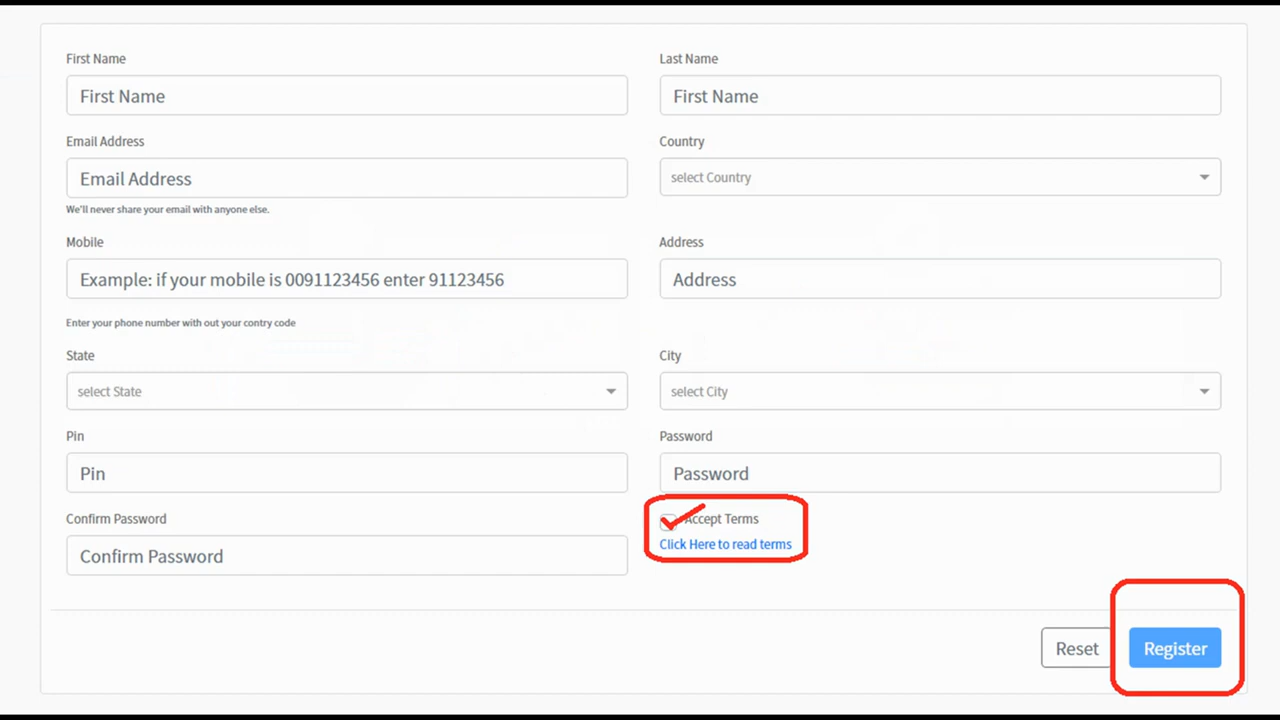 First Name
Last Name
First Name
First Name
Email Address
Country
Email Address
select Country
We'll never share your email with anyone else.
Mobile
Address
Example: if your mobile is 0091123456 enter 91123456
Address
Enter your phone number with out your contry code
State
City
select State
select City
Pin
Password
Pin
Password
Confirm Password
Accept Terms
Click Here to read terms
Confirm Password
Reset
Register